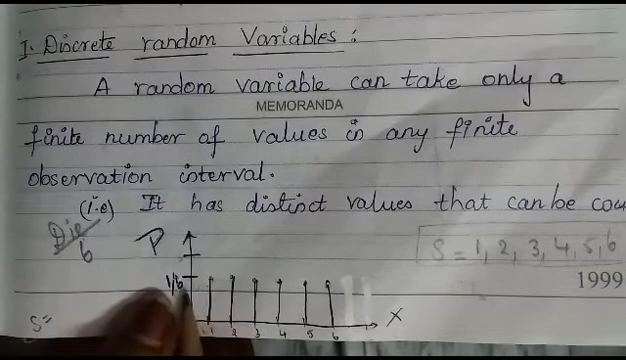 I. Discrete random Variables :
A random variable can take only a
MEMORANDA
finite number of values in any finite
observation interval.
(i.e) It has distinct values that can be cou
Die
6
P
S = 1, 2, 3, 4, 5, 6
1999
1/6
X
S=
1 2 3 4 5 6